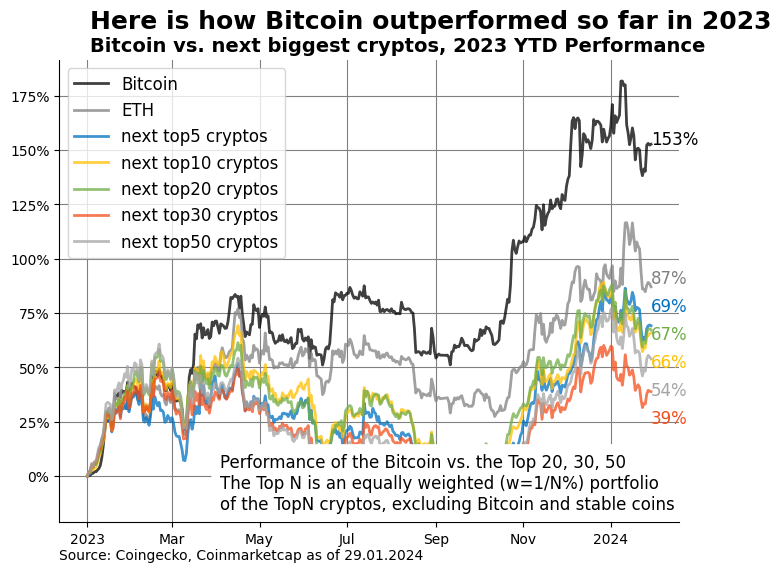 Here is how Bitcoin outperformed so far in 2023
Bitcoin vs. next biggest cryptos, 2023 YTD Performance
Bitcoin
ETH
next top5 cryptos
next top10 cryptos
next top20 cryptos
next top30 cryptos
next top50 cryptos
175%
150%
125%
100%
75%
50%
25%
0%
153%
87%
69%
67%
66%
54%
39%
Performance of the Bitcoin vs. the Top 20, 30, 50
The Top N is an equally weighted (w=1/N%) portfolio
of the TopN cryptos, excluding Bitcoin and stable coins
2023 Mar May Jul Sep Nov 2024
Source: Coingecko, Coinmarketcap as of 29.01.2024